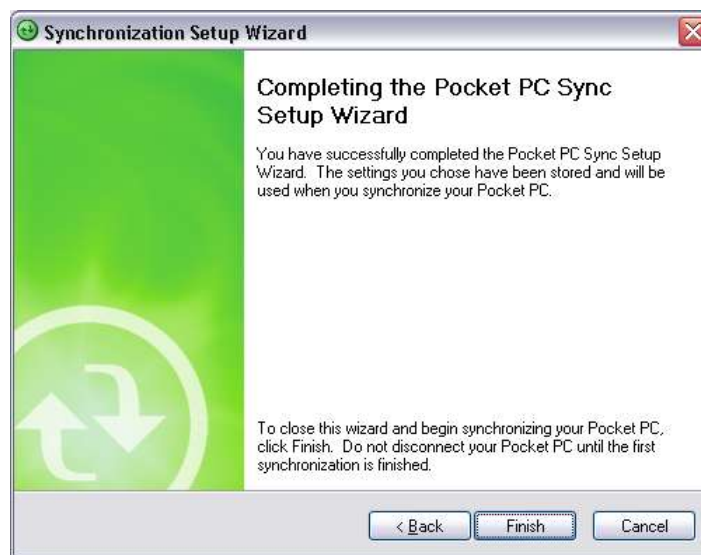 Synchronization Setup Wizard
Completing the Pocket PC Sync
Setup Wizard
You have successfully completed the Pocket PC Sync Setup
Wizard. The settings you chose have been stored and will be
used when you synchronize your Pocket PC.
To close this wizard and begin synchronizing your Pocket PC,
click Finish. Do not disconnect your Pocket PC until the first
synchronization is finished.
< Back Finish Cancel